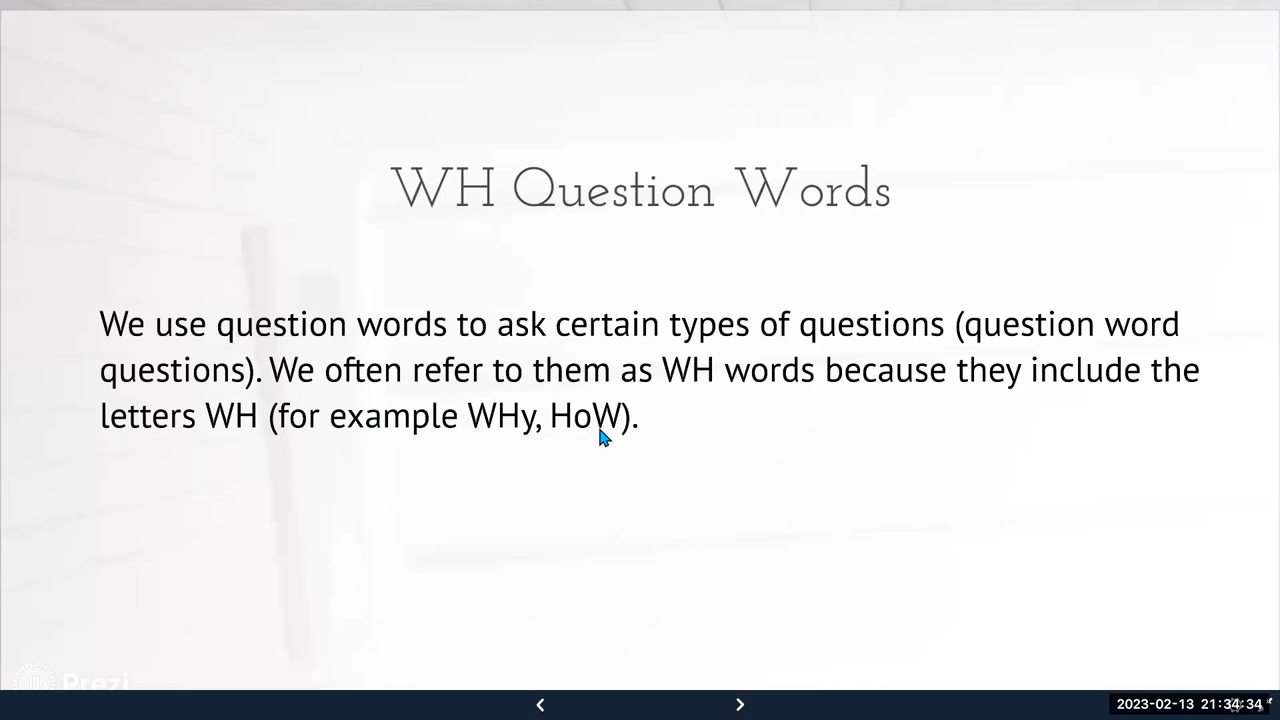 WH Question Words
We use question words to ask certain types of questions (question word
questions). We often refer to them as WH words because they include the
letters WH (for example WHy, HoW).
Prezi
2023-02-13 21:34:34